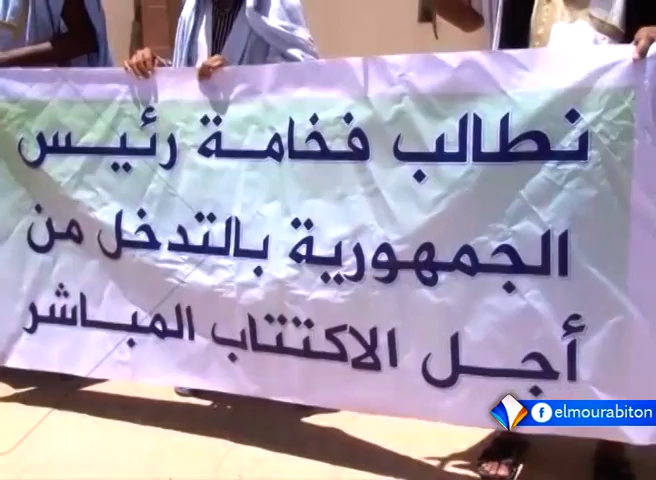 نطالب فخامة رئيس
الجمهورية بالتدخل من
أجل الاكتتاب المباشر
elmourabiton